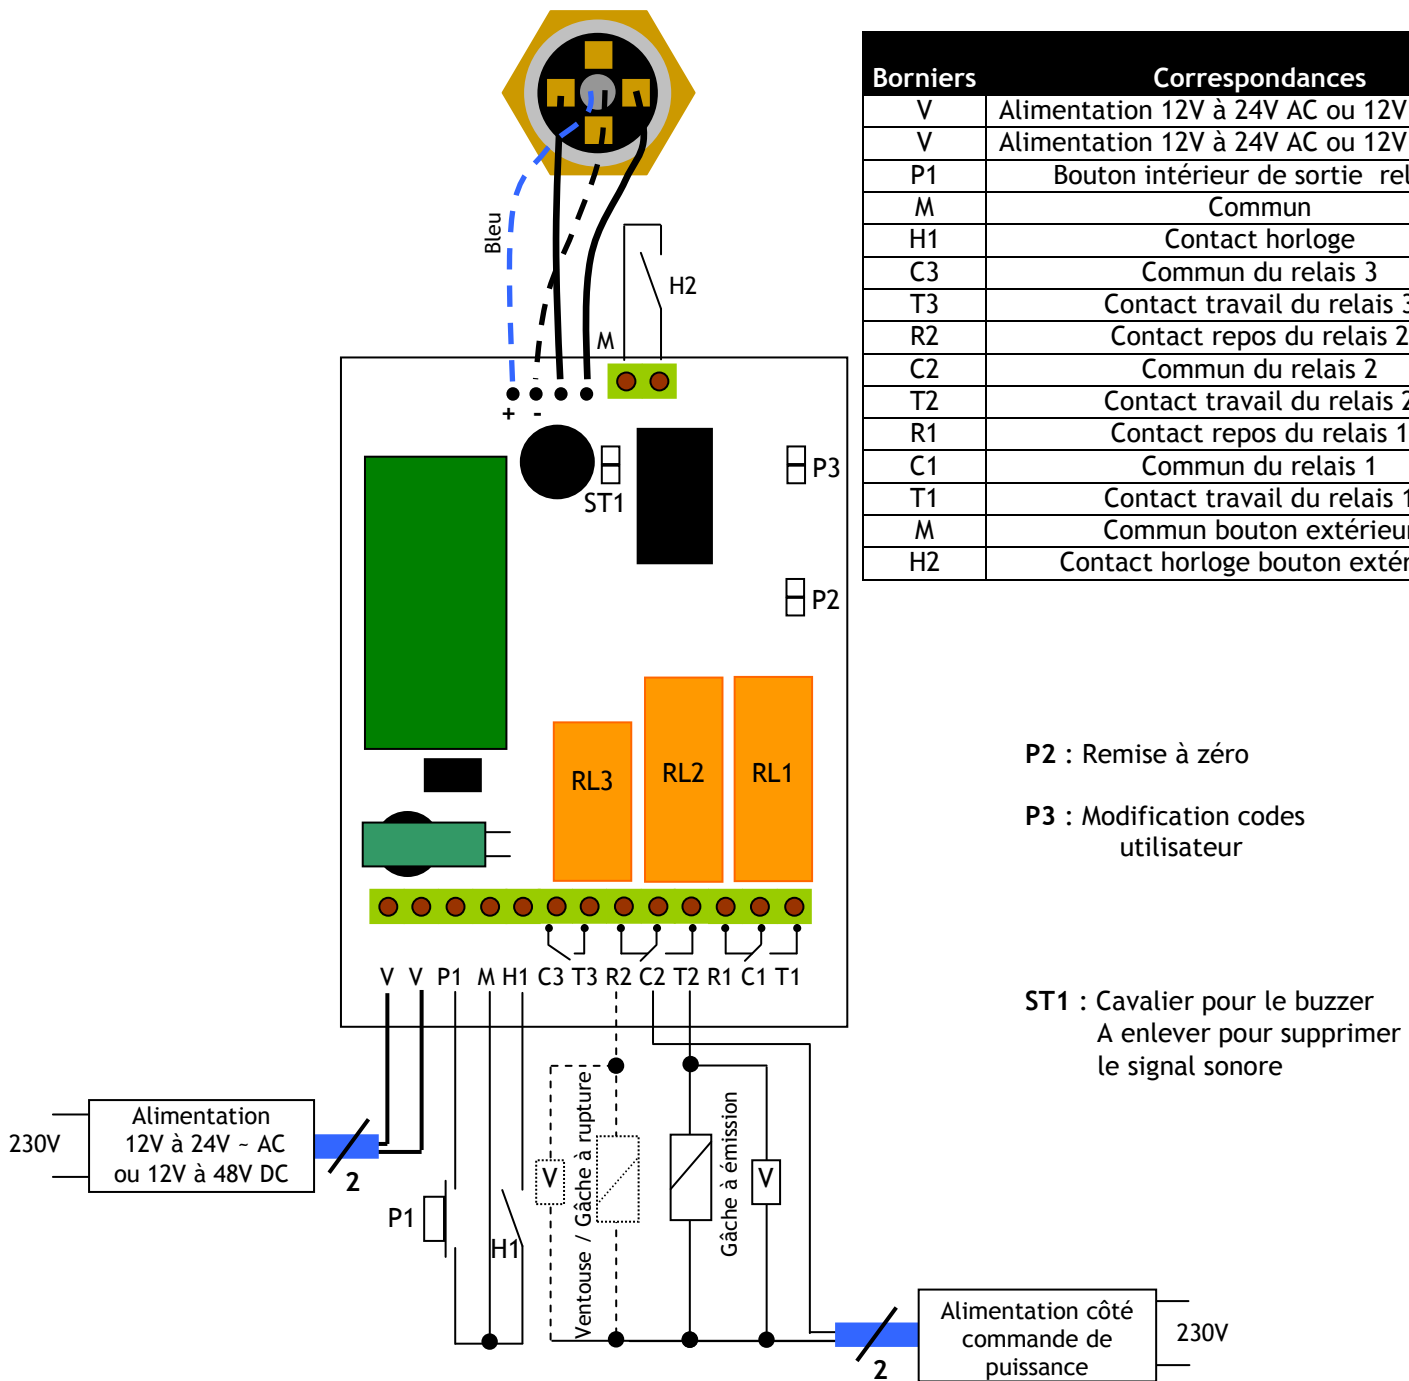 Borniers Correspondances
V Alimentation 12V à 24V AC ou 12V
V Alimentation 12V à 24V AC ou 12V
P1 Bouton intérieur de sortie
M Commun
H1 Contact horloge
C3 Commun du relais 3
T3 Contact travail du relais 3
R2 Contact repos du relais 2
C2 Commun du relais 2
T2 Contact travail du relais 2
R1 Contact repos du relais 1
C1 Commun du relais 1
T1 Contact travail du relais 1
M Commun bouton extérieur
H2 Contact horloge bouton
Bleu
H2
M
+ -
ST1
P3
P2
RL3 RL2 RL1
V V P1 M H1 C3 T3 R2 C2 T2 R1 C1 T1
P2 : Remise à zéro
P3 : Modification codes
utilisateur
ST1 : Cavalier pour le buzzer
A enlever pour supprimer
le signal sonore
230V
Alimentation
12V à 24V ~ AC
ou 12V à 48V DC
2
P1
H1
V
Ventouse / Gâche à rupture
Gâche à émission
V
2
Alimentation côté
commande de
puissance
230V